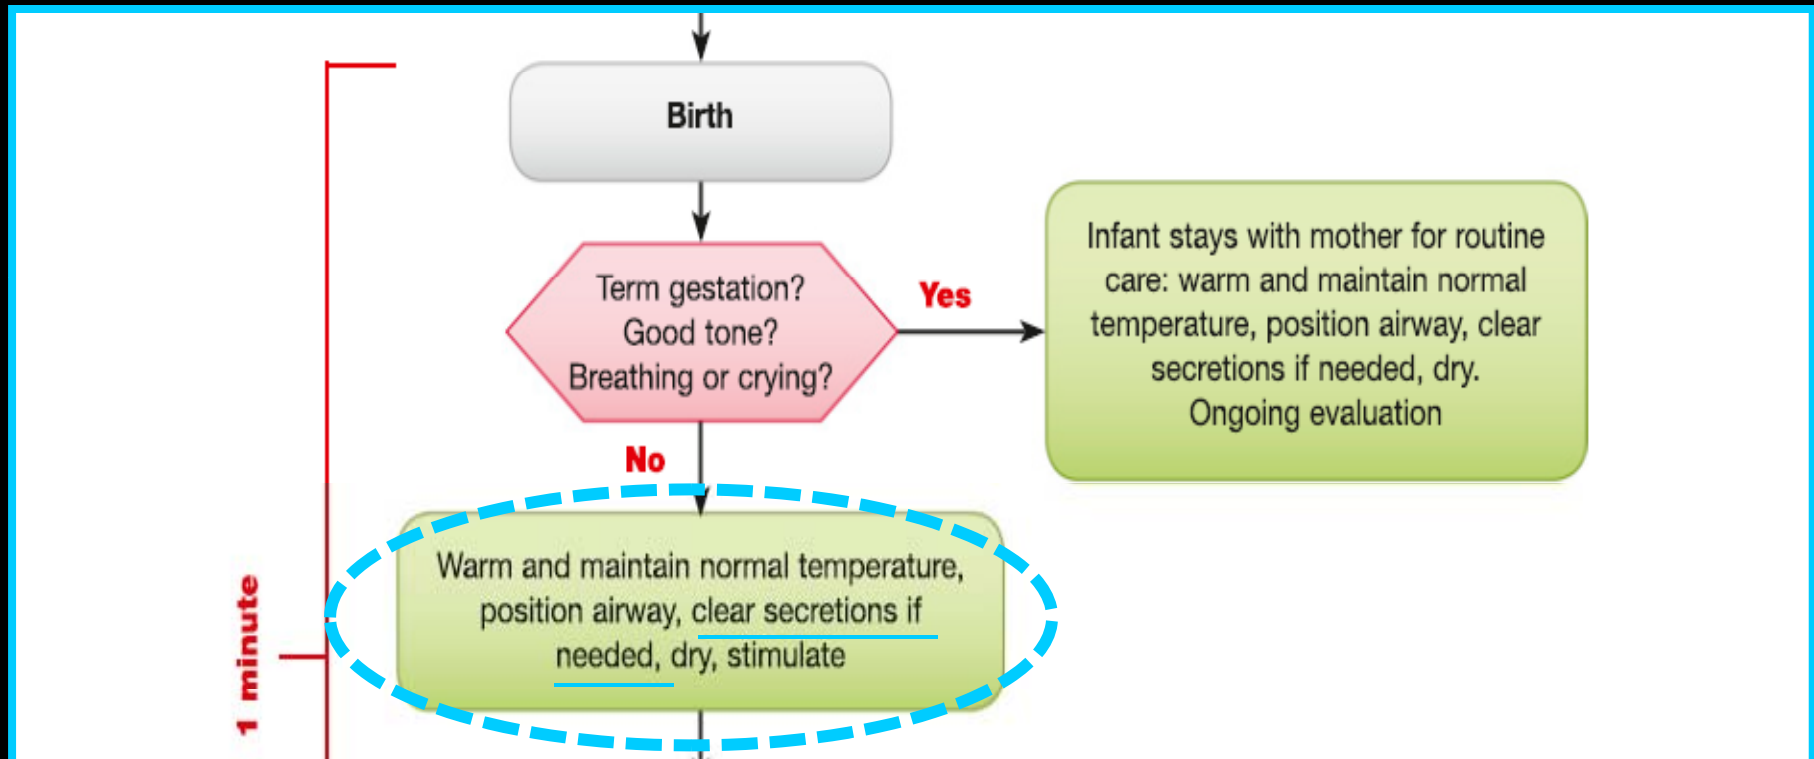 Birth
Term gestation?
Good tone?
Breathing or crying?
Yes
Infant stays with mother for routine
care: warm and maintain normal
temperature, position airway, clear
secretions if needed, dry.
Ongoing evaluation
No
Warm and maintain normal temperature,
position airway, clear secretions if
needed, dry, stimulate
1 minute